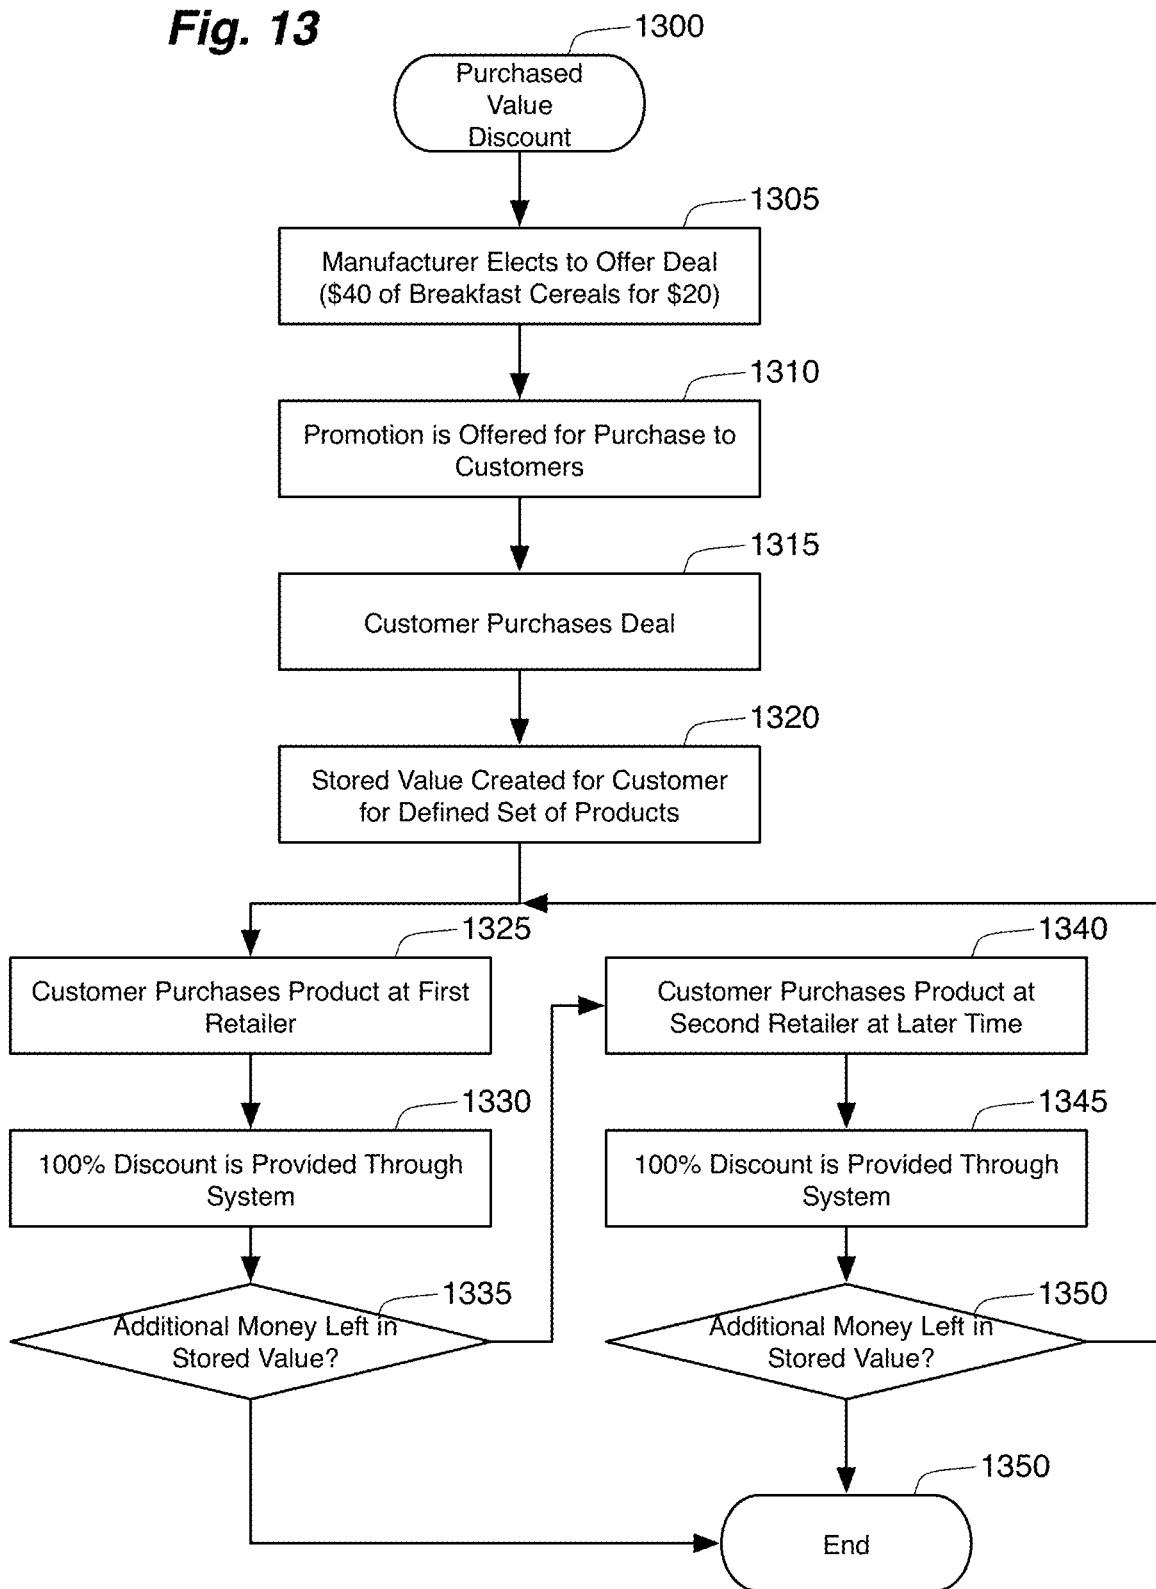 Fig. 13
1300
Purchased
Value
Discount
1305
Manufacturer Elects to Offer Deal
($40 of Breakfast Cereals for $20)
1310
Promotion is Offered for Purchase to
Customers
1315
Customer Purchases Deal
1320
Stored Value Created for Customer
for Defined Set of Products
1325
Customer Purchases Product at First
Retailer
1330
100% Discount is Provided Through
System
1335
Additional Money Left in
Stored Value?
1340
Customer Purchases Product at
Second Retailer at Later Time
1345
100% Discount is Provided Through
System
1350
Additional Money Left in
Stored Value?
1350
End